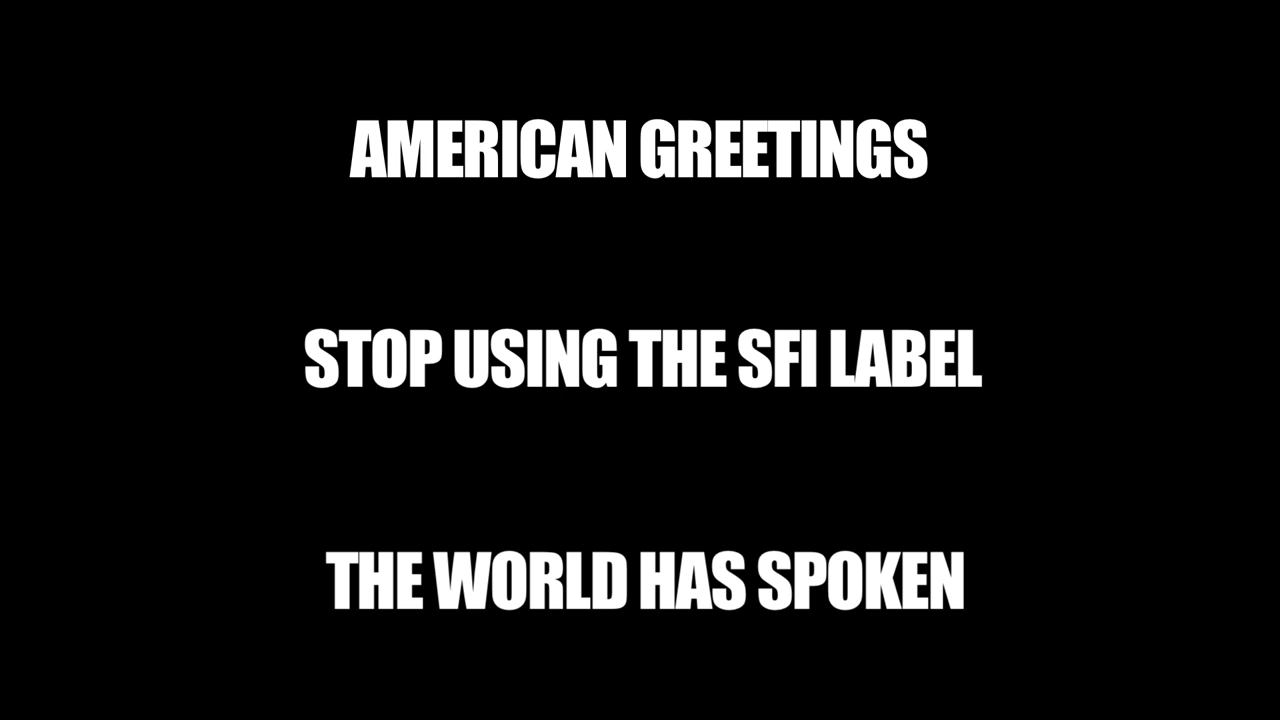 AMERICAN GREETINGS
STOP USING THE SFI LABEL
THE WORLD HAS SPOKEN